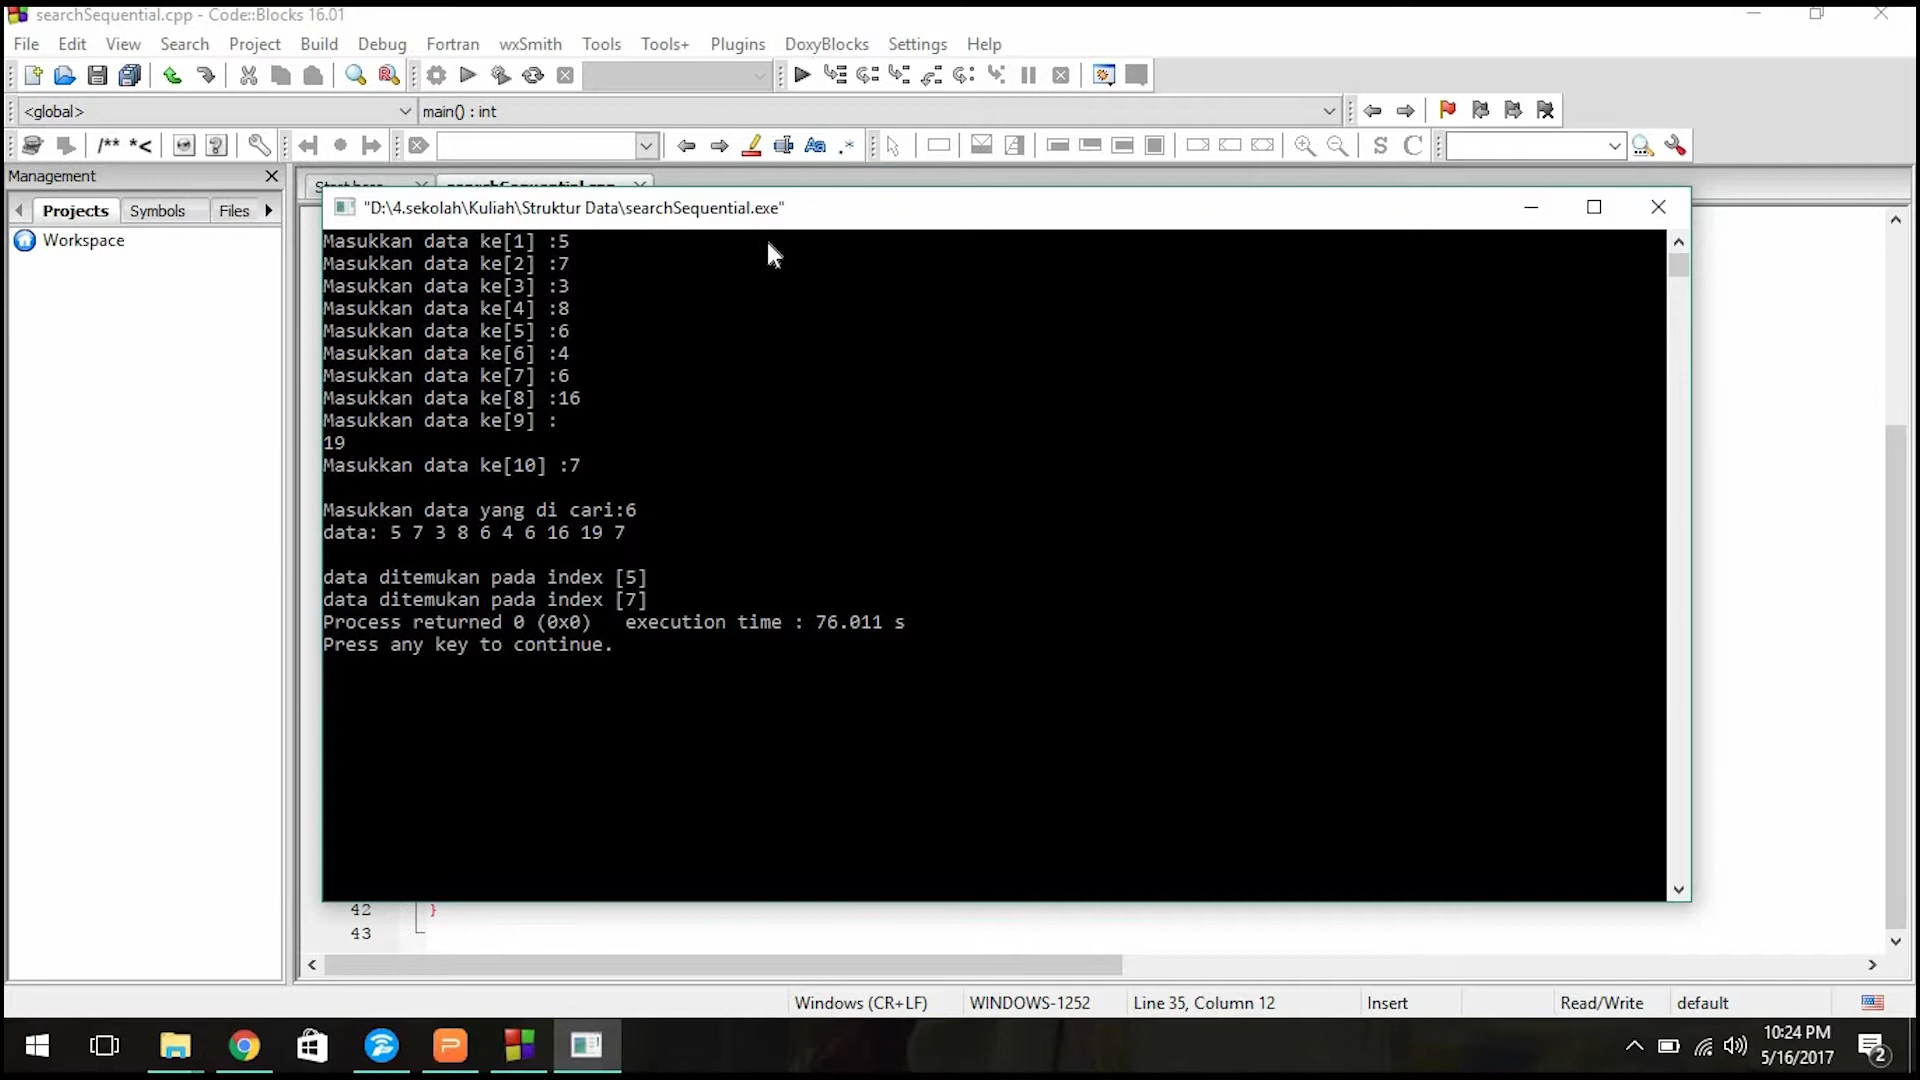 searchSequential.cpp - Code::Blocks 16.01
File Edit View Search Project Build Debug Fortran wxSmith Tools Tools+ Plugins DoxyBlocks Settings Help
<global> main() : int
/** *< Aa .* S C
Management
Projects Symbols Files
Workspace
"D:\4.sekolah\Kuliah\Struktur Data\searchSequential.exe"
Masukkan data ke[1] :5
Masukkan data ke[2] :7
Masukkan data ke[3] :3
Masukkan data ke[4] :8
Masukkan data ke[5] :6
Masukkan data ke[6] :4
Masukkan data ke[7] :6
Masukkan data ke[8] :16
Masukkan data ke[9] :
19
Masukkan data ke[10] :7
Masukkan data yang di cari:6
data: 5 7 3 8 6 4 6 16 19 7
data ditemukan pada index [5]
data ditemukan pada index [7]
Process returned 0 (0x0)   execution time : 76.011 s
Press any key to continue.
42 }
43
Windows (CR+LF) WINDOWS-1252 Line 35, Column 12 Insert Read/Write default
10:24 PM
5/16/2017
2